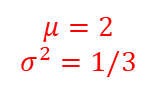 μ = 2
σ² = 1/3